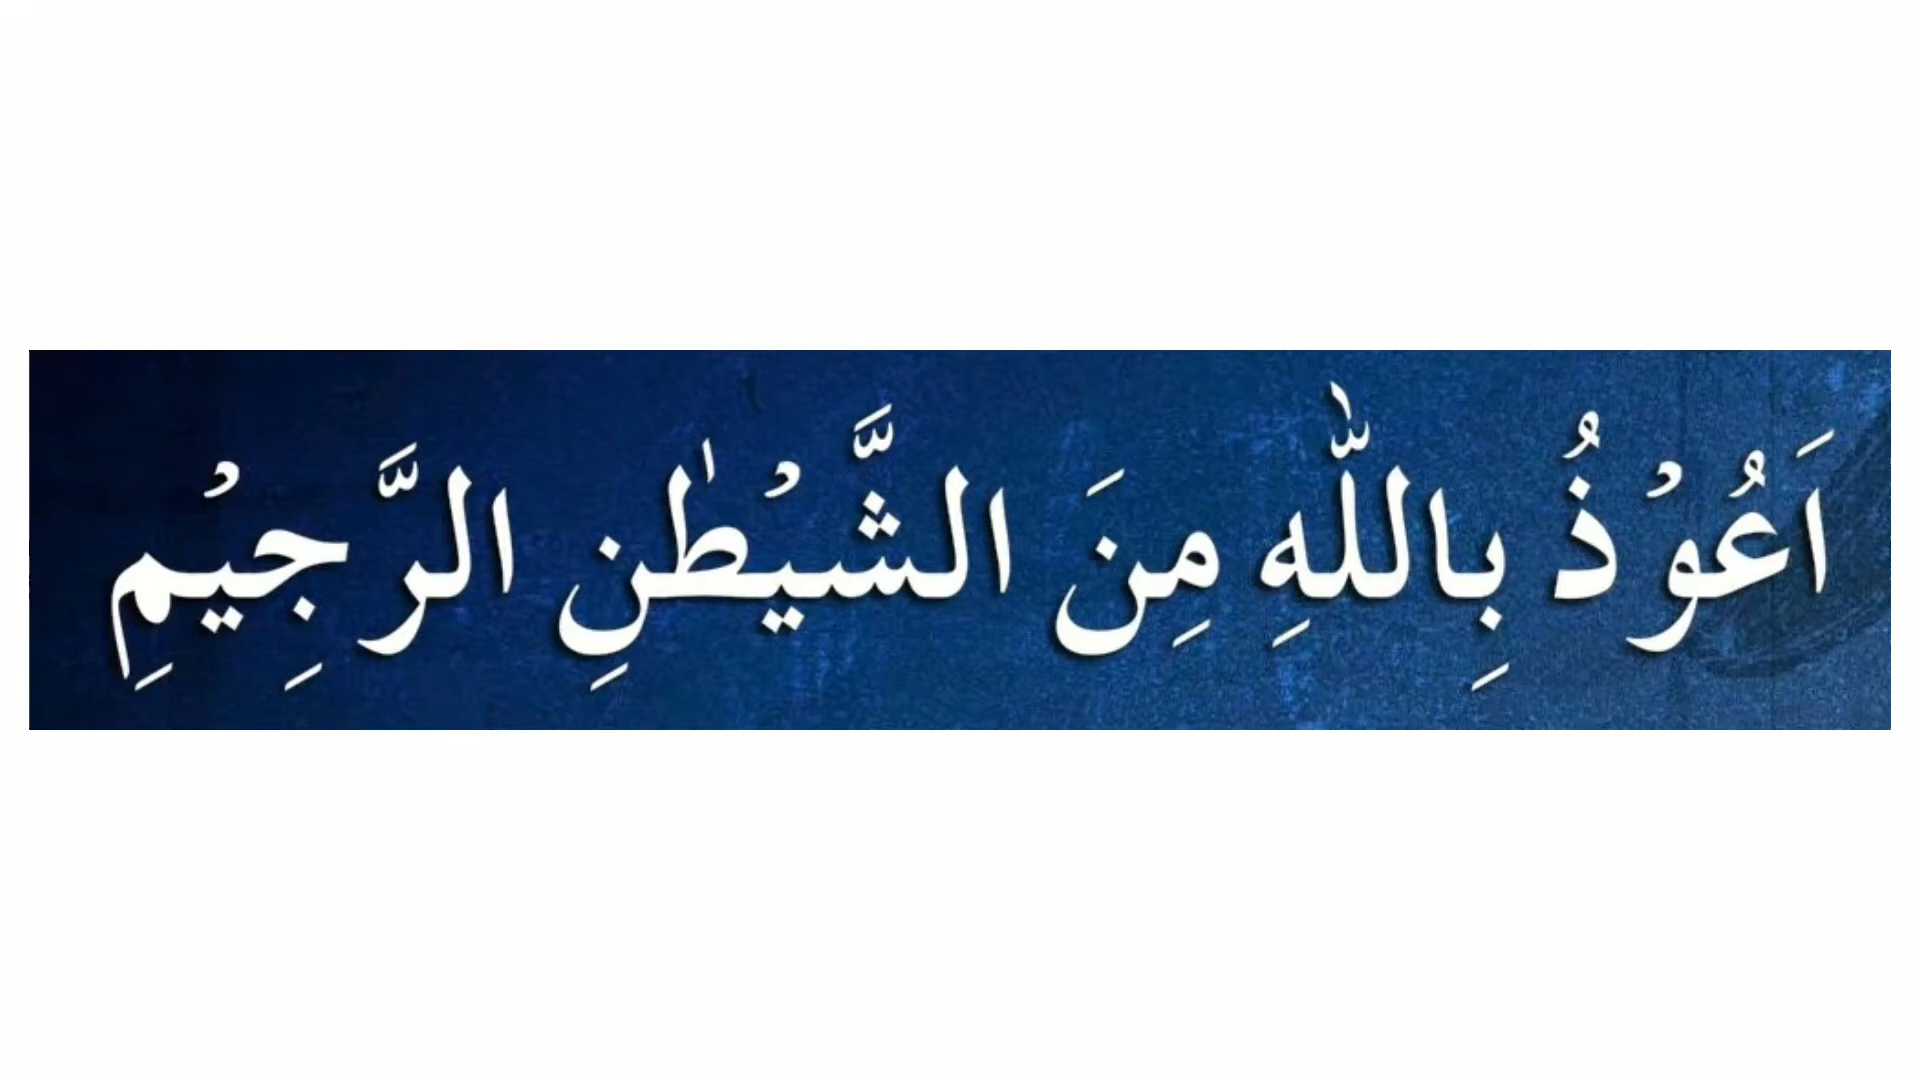 اَعُوْذُ بِاللّٰهِ مِنَ الشَّيْطٰنِ الرَّجِيْمِ